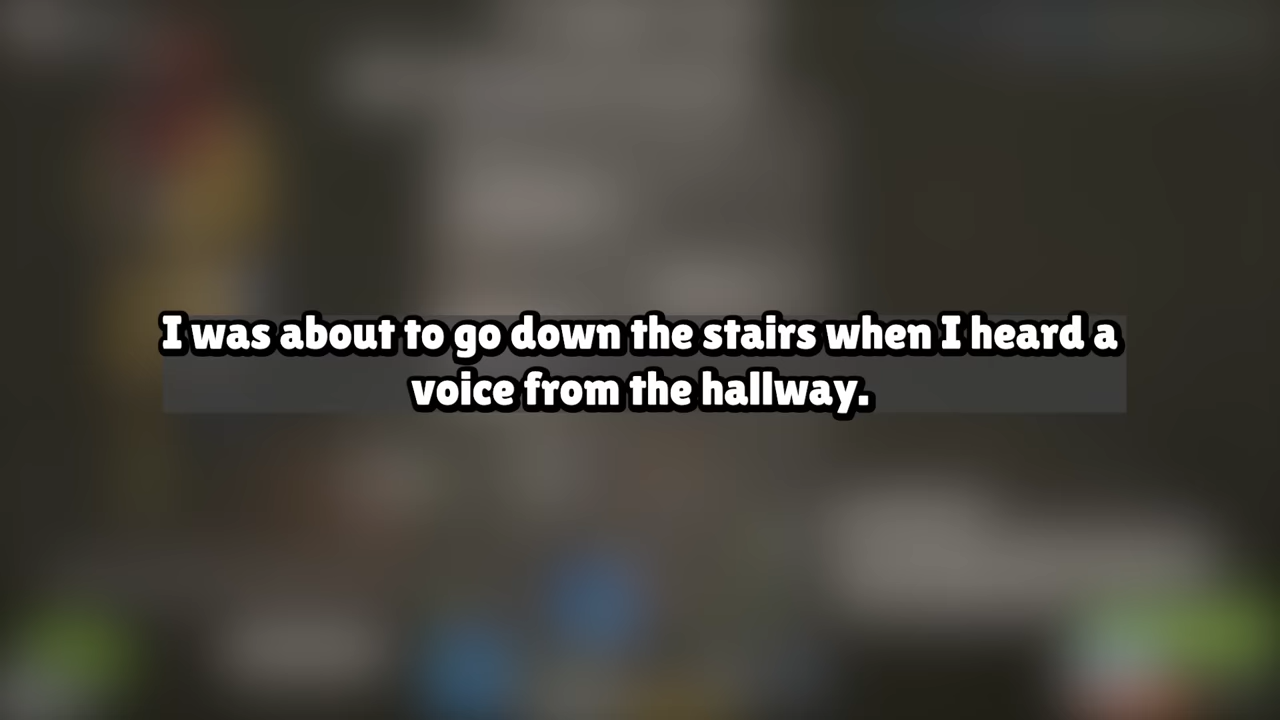 I was about to go down the stairs when I heard a
voice from the hallway.